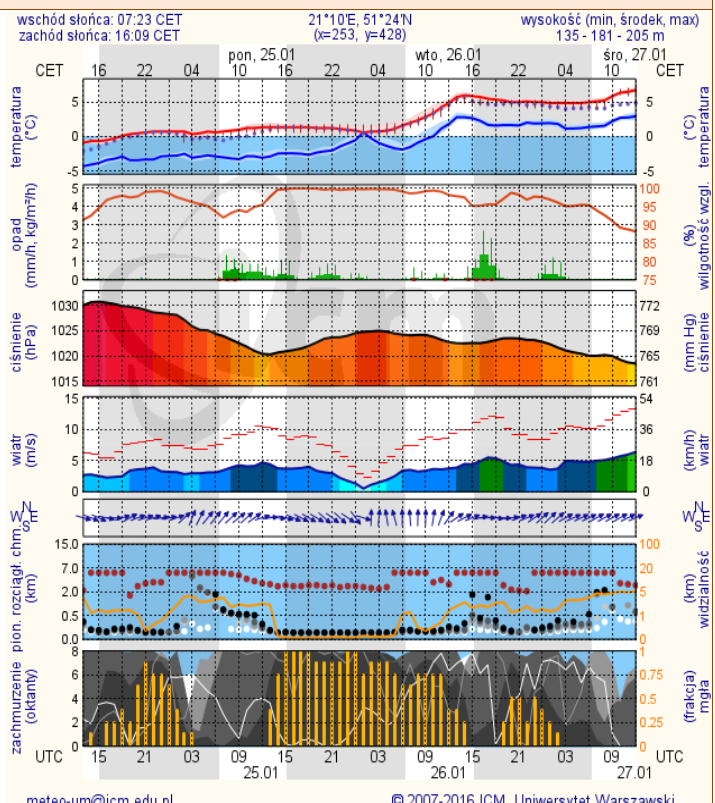 wschód słońca: 07:23 CET 21°10'E, 51°24'N wysokość (min, środek, max)
zachód słońca: 16:09 CET (x=253, y=428) 135 - 181 - 205 m
pon, 25.01 wto, 26.01 śro, 27.01
CET 16 22 04 10 16 22 04 10 16 22 04 10 CET
temperatura (°C) 5 0 -5 5 0 -5 (°C) temperatura
opad (mm/h, kg/m²/h) 5 4 3 2 1 0 100 95 90 85 80 75 (%) wilgotność wzgl.
ciśnienie (hPa) 1030 1025 1020 1015 772 769 765 761 (mm Hg) ciśnienie
wiatr (m/s) 15 10 5 0 54 36 18 0 (km/h) wiatr
N W E S N W E S
pion. rozciągł. chm. (km) 15.0 7.0 2.0 0.5 0.0 100 20 5 1 0 (km) widzialność
zachmurzenie (oktanty) 8 6 4 2 0 1 0.75 0.5 0.25 0 (frakcja) mgła
UTC 15 21 03 09 15 21 03 09 15 21 03 09 UTC
25.01 26.01 27.01
icm
meteo-um@icm.edu.pl © 2007-2016 ICM, Uniwersytet Warszawski